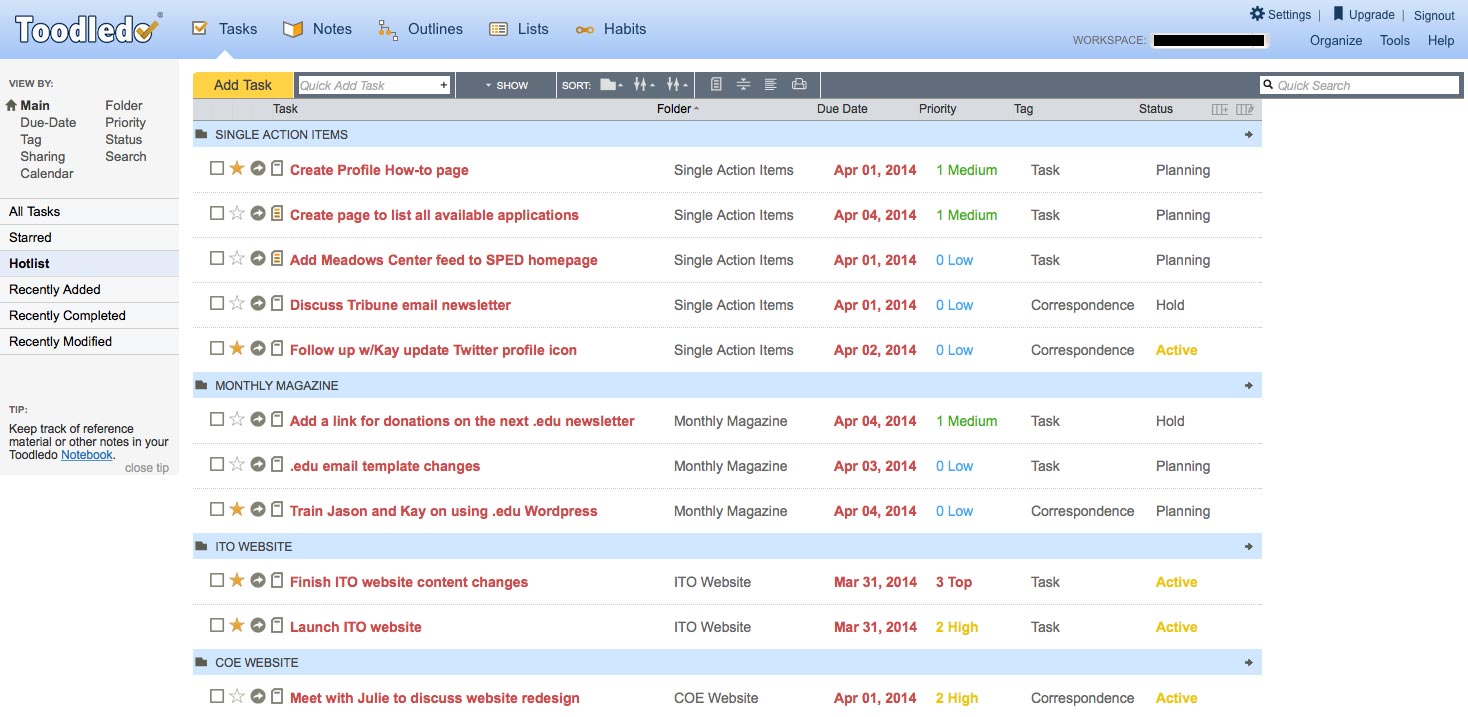 Toodledo® Tasks Notes Outlines Lists Habits Settings | Upgrade | Signout
WORKSPACE: Organize Tools Help
VIEW BY:
Main Folder
Due-Date Priority
Tag Status
Sharing Search
Calendar
All Tasks
Starred
Hotlist
Recently Added
Recently Completed
Recently Modified
TIP:
Keep track of reference
material or other notes in your
Toodledo Notebook.
close tip
Add Task Quick Add Task + SHOW SORT: Quick Search
Task Folder Due Date Priority Tag Status
SINGLE ACTION ITEMS
Create Profile How-to page Single Action Items Apr 01, 2014 1 Medium Task Planning
Create page to list all available applications Single Action Items Apr 04, 2014 1 Medium Task Planning
Add Meadows Center feed to SPED homepage Single Action Items Apr 01, 2014 0 Low Task Planning
Discuss Tribune email newsletter Single Action Items Apr 01, 2014 0 Low Correspondence Hold
Follow up w/Kay update Twitter profile icon Single Action Items Apr 02, 2014 0 Low Correspondence Active
MONTHLY MAGAZINE
Add a link for donations on the next .edu newsletter Monthly Magazine Apr 04, 2014 1 Medium Task Hold
.edu email template changes Monthly Magazine Apr 03, 2014 0 Low Task Planning
Train Jason and Kay on using .edu Wordpress Monthly Magazine Apr 04, 2014 0 Low Correspondence Planning
ITO WEBSITE
Finish ITO website content changes ITO Website Mar 31, 2014 3 Top Task Active
Launch ITO website ITO Website Mar 31, 2014 2 High Task Active
COE WEBSITE
Meet with Julie to discuss website redesign COE Website Apr 01, 2014 2 High Correspondence Active